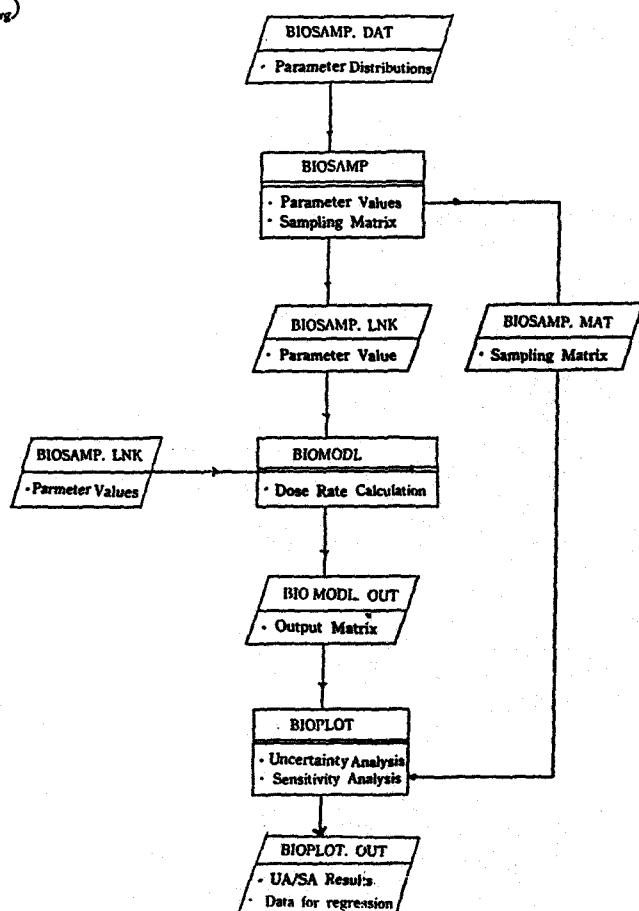 rg)
BIOSAMP. DAT
· Parameter Distributions
BIOSAMP
· Parameter Values
· Sampling Matrix
BIOSAMP. LNK
· Parameter Value
BIOSAMP. MAT
· Sampling Matrix
BIOSAMP. LNK
· Parmeter Values
BIOMODL
· Dose Rate Calculation
BIO MODL. OUT
· Output Matrix
BIOPLOT
· Uncertainty Analysis
· Sensitivity Analysis
BIOPLOT. OUT
· UA/SA Results
· Data for regression